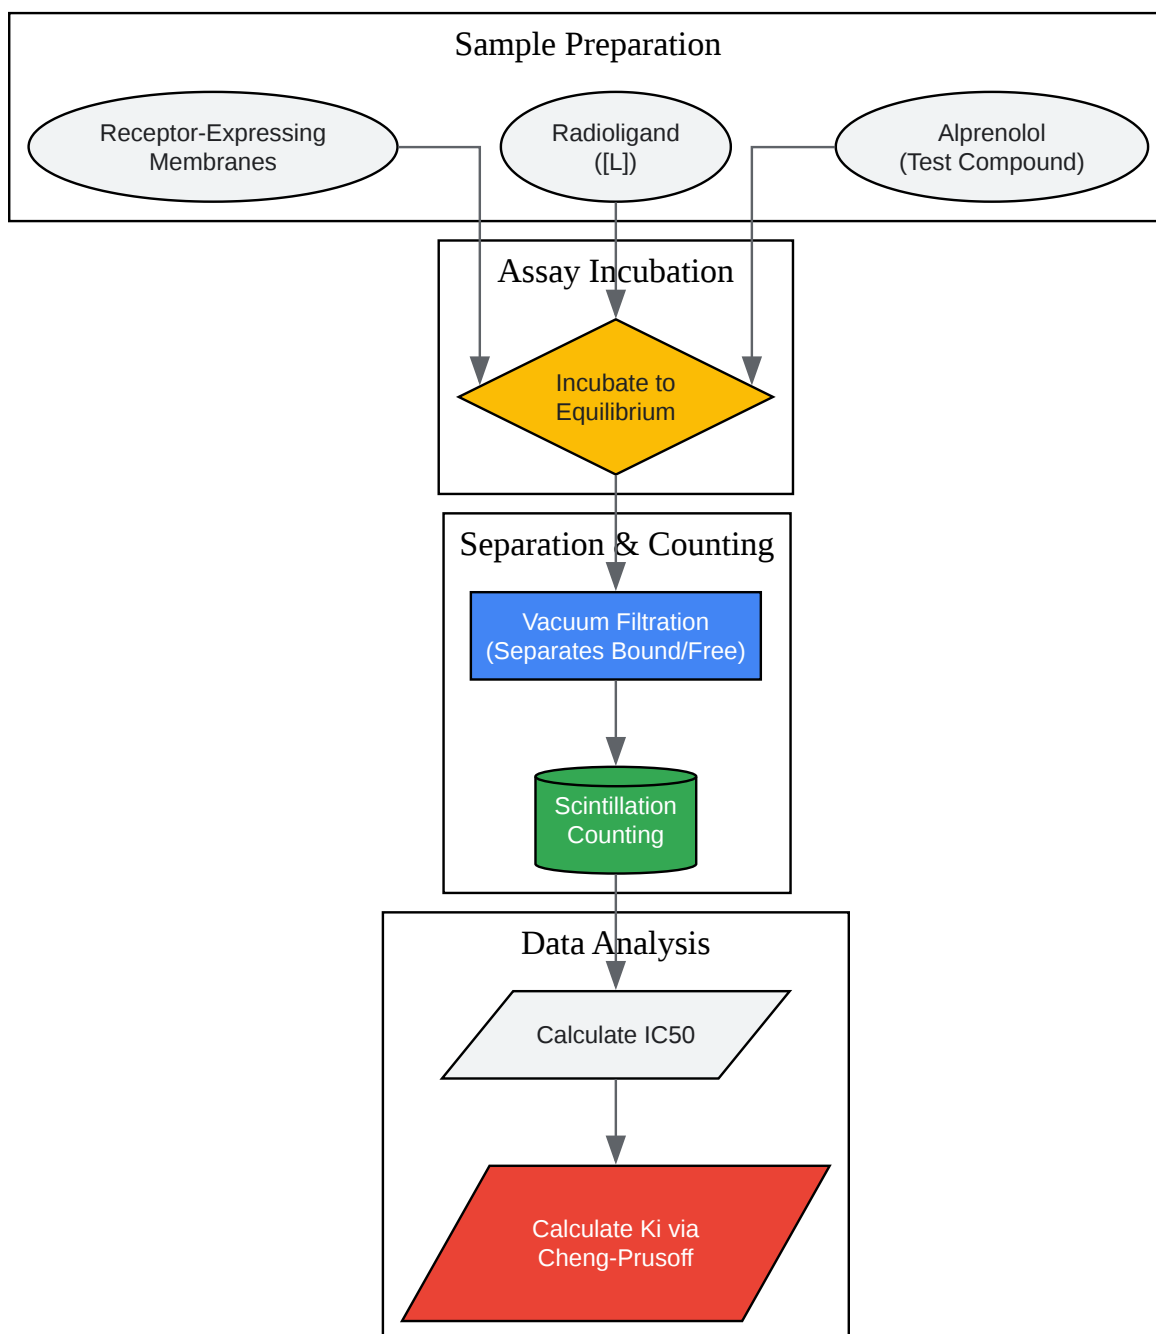 Sample Preparation
Receptor-Expressing
Membranes
Radioligand
([L])
Alprenolol
(Test Compound)
Assay Incubation
Incubate to
Equilibrium
Separation & Counting
Vacuum Filtration
(Separates Bound/Free)
Scintillation
Counting
Data Analysis
Calculate IC50
Calculate Ki via
Cheng-Prusoff